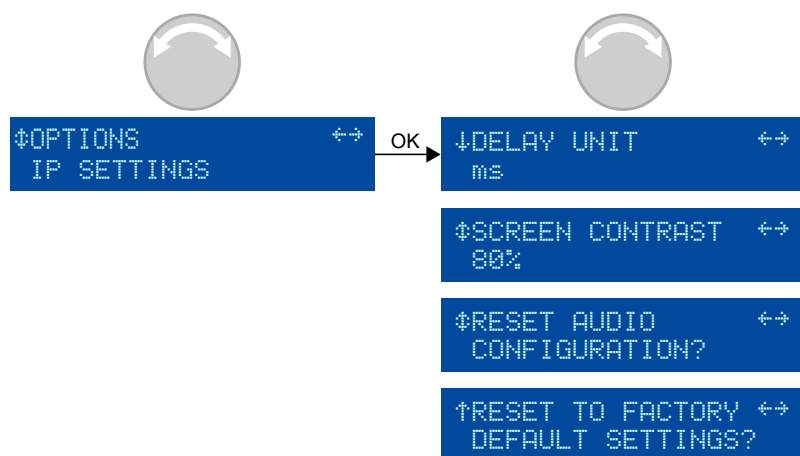 ↕OPTIONS ↔
IP SETTINGS
OK
↓DELAY UNIT ↔
ms
↕SCREEN CONTRAST ↔
80%
↕RESET AUDIO ↔
CONFIGURATION?
↑RESET TO FACTORY ↔
DEFAULT SETTINGS?